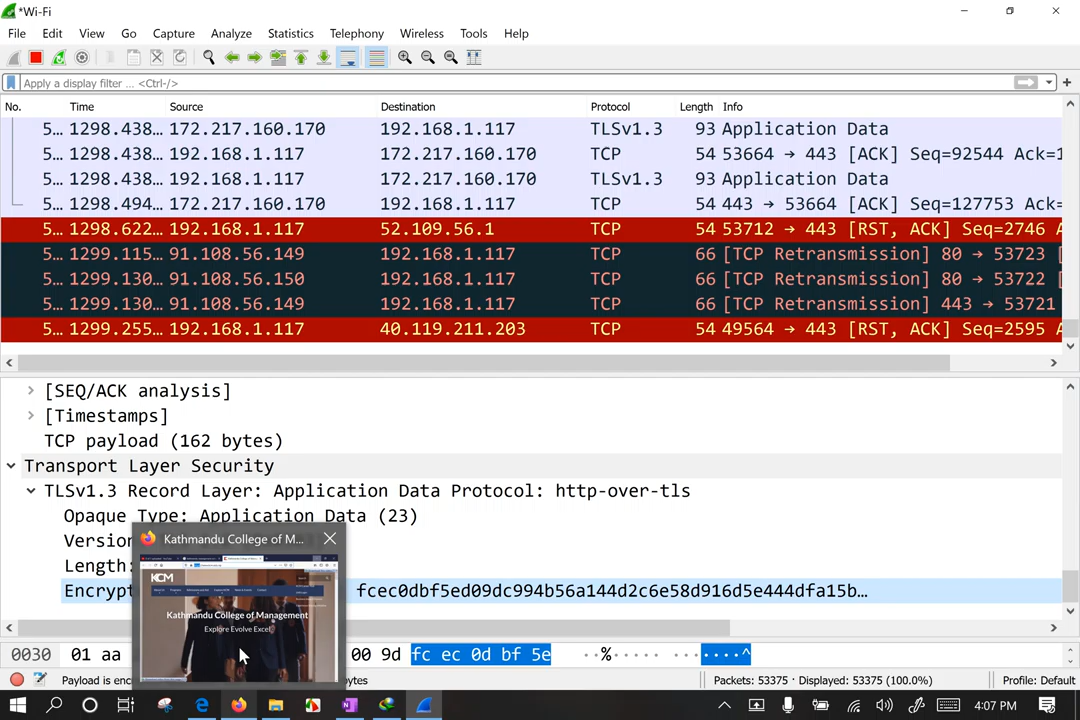 *Wi-Fi
File Edit View Go Capture Analyze Statistics Telephony Wireless Tools Help
Apply a display filter ... <Ctrl-/>
No. Time Source Destination Protocol Length Info
5… 1298.438… 172.217.160.170 192.168.1.117 TLSv1.3 93 Application Data
5… 1298.438… 192.168.1.117 172.217.160.170 TCP 54 53664 → 443 [ACK] Seq=92544 Ack=1
5… 1298.438… 192.168.1.117 172.217.160.170 TLSv1.3 93 Application Data
5… 1298.494… 172.217.160.170 192.168.1.117 TCP 54 443 → 53664 [ACK] Seq=127753 Ack=
5… 1298.622… 192.168.1.117 52.109.56.1 TCP 54 53712 → 443 [RST, ACK] Seq=2746 A
5… 1299.115… 91.108.56.149 192.168.1.117 TCP 66 [TCP Retransmission] 80 → 53723 [
5… 1299.130… 91.108.56.150 192.168.1.117 TCP 66 [TCP Retransmission] 80 → 53722 [
5… 1299.130… 91.108.56.149 192.168.1.117 TCP 66 [TCP Retransmission] 443 → 53721
5… 1299.255… 192.168.1.117 40.119.211.203 TCP 54 49564 → 443 [RST, ACK] Seq=2595 A
[SEQ/ACK analysis]
[Timestamps]
TCP payload (162 bytes)
Transport Layer Security
TLSv1.3 Record Layer: Application Data Protocol: http-over-tls
Opaque Type: Application Data (23)
Version
Length:
Encrypt fcec0dbf5ed09dc994b56a144d2c6e58d916d5e444dfa15b…
Kathmandu College of M...
KCM
Kathmandu College of Management
Explore Evolve Excel
0030 01 aa 00 9d fc ec 0d bf 5e ··%····· ····^
Payload is enc bytes) Packets: 53375 · Displayed: 53375 (100.0%) Profile: Default
4:07 PM